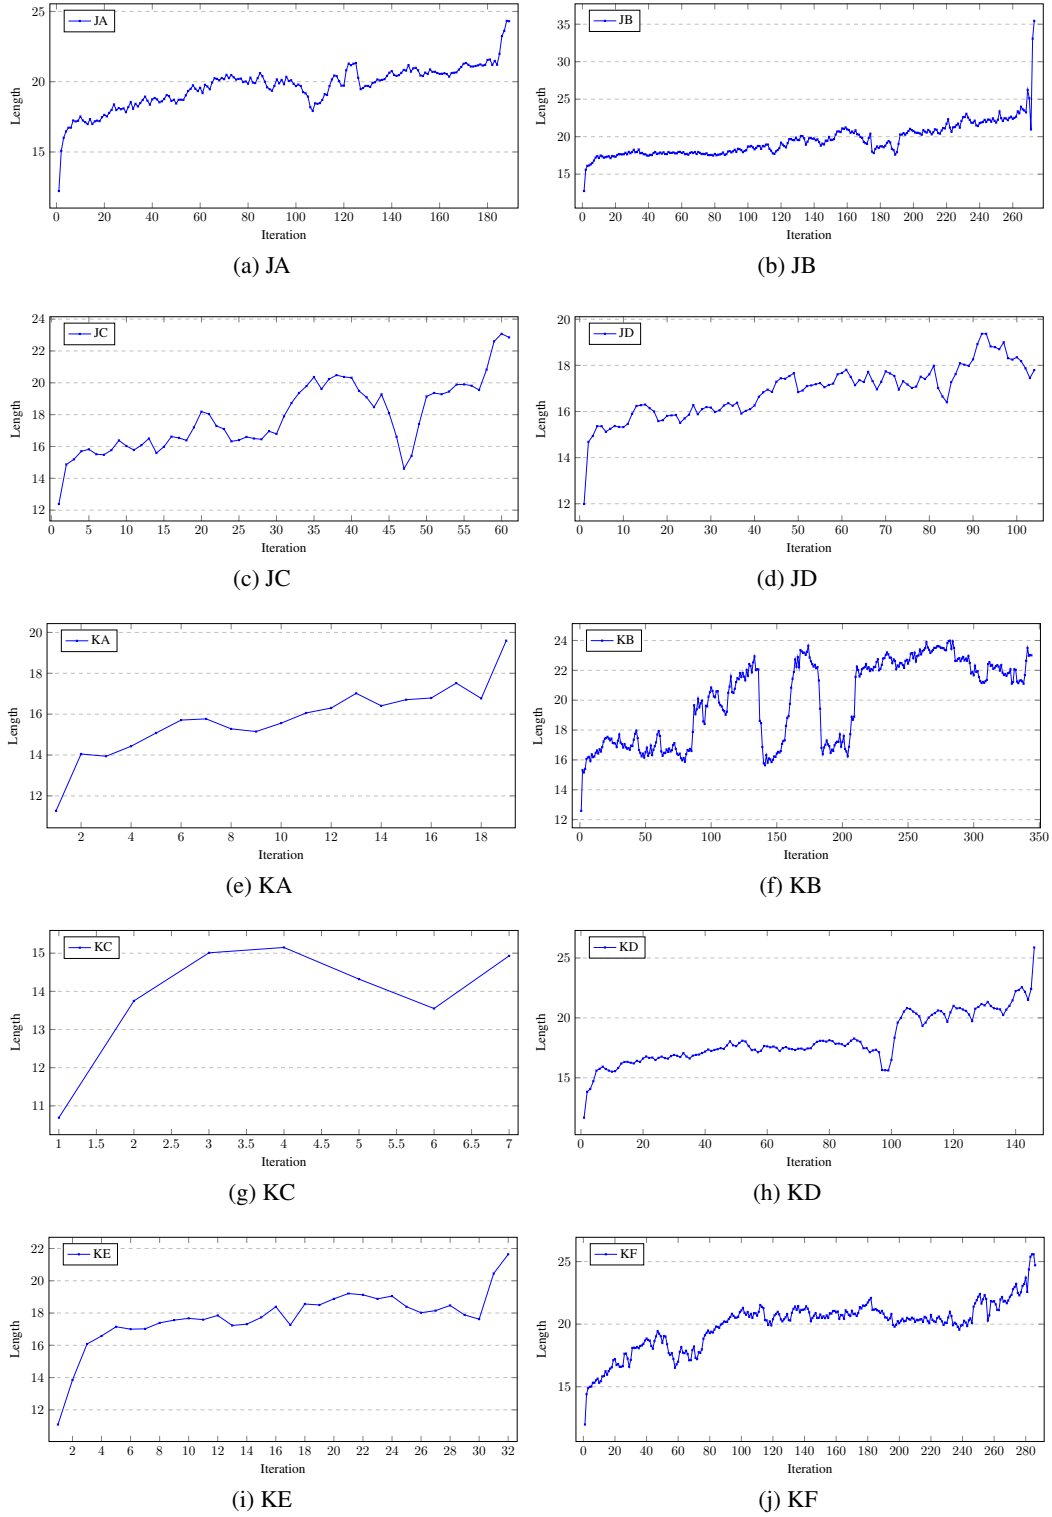 JA
Length
25
20
15
0 20 40 60 80 100 120 140 160 180
Iteration
(a) JA
JB
Length
35
30
25
20
15
0 20 40 60 80 100 120 140 160 180 200 220 240 260
Iteration
(b) JB
JC
Length
24
22
20
18
16
14
12
0 5 10 15 20 25 30 35 40 45 50 55 60
Iteration
(c) JC
JD
Length
20
18
16
14
12
0 10 20 30 40 50 60 70 80 90 100
Iteration
(d) JD
KA
Length
20
18
16
14
12
2 4 6 8 10 12 14 16 18
Iteration
(e) KA
KB
Length
24
22
20
18
16
14
12
0 50 100 150 200 250 300 350
Iteration
(f) KB
KC
Length
15
14
13
12
11
1 1.5 2 2.5 3 3.5 4 4.5 5 5.5 6 6.5 7
Iteration
(g) KC
KD
Length
25
20
15
0 20 40 60 80 100 120 140
Iteration
(h) KD
KE
Length
22
20
18
16
14
12
2 4 6 8 10 12 14 16 18 20 22 24 26 28 30 32
Iteration
(i) KE
KF
Length
25
20
15
0 20 40 60 80 100 120 140 160 180 200 220 240 260 280
Iteration
(j) KF